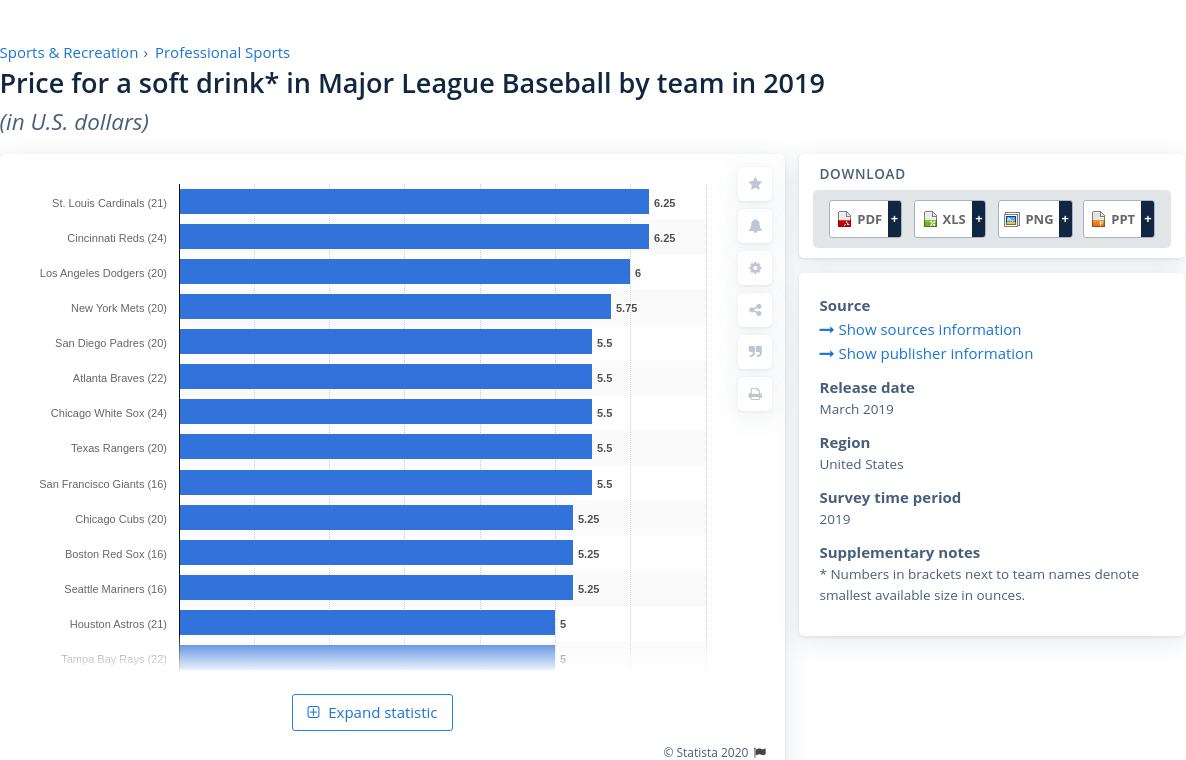 Sports & Recreation › Professional Sports
Price for a soft drink* in Major League Baseball by team in 2019
(in U.S. dollars)
St. Louis Cardinals (21) 6.25
Cincinnati Reds (24) 6.25
Los Angeles Dodgers (20) 6
New York Mets (20) 5.75
San Diego Padres (20) 5.5
Atlanta Braves (22) 5.5
Chicago White Sox (24) 5.5
Texas Rangers (20) 5.5
San Francisco Giants (16) 5.5
Chicago Cubs (20) 5.25
Boston Red Sox (16) 5.25
Seattle Mariners (16) 5.25
Houston Astros (21) 5
Tampa Bay Rays (22) 5
Expand statistic
© Statista 2020
DOWNLOAD
PDF + XLS + PNG + PPT +
Source
Show sources information
Show publisher information
Release date
March 2019
Region
United States
Survey time period
2019
Supplementary notes
* Numbers in brackets next to team names denote
smallest available size in ounces.